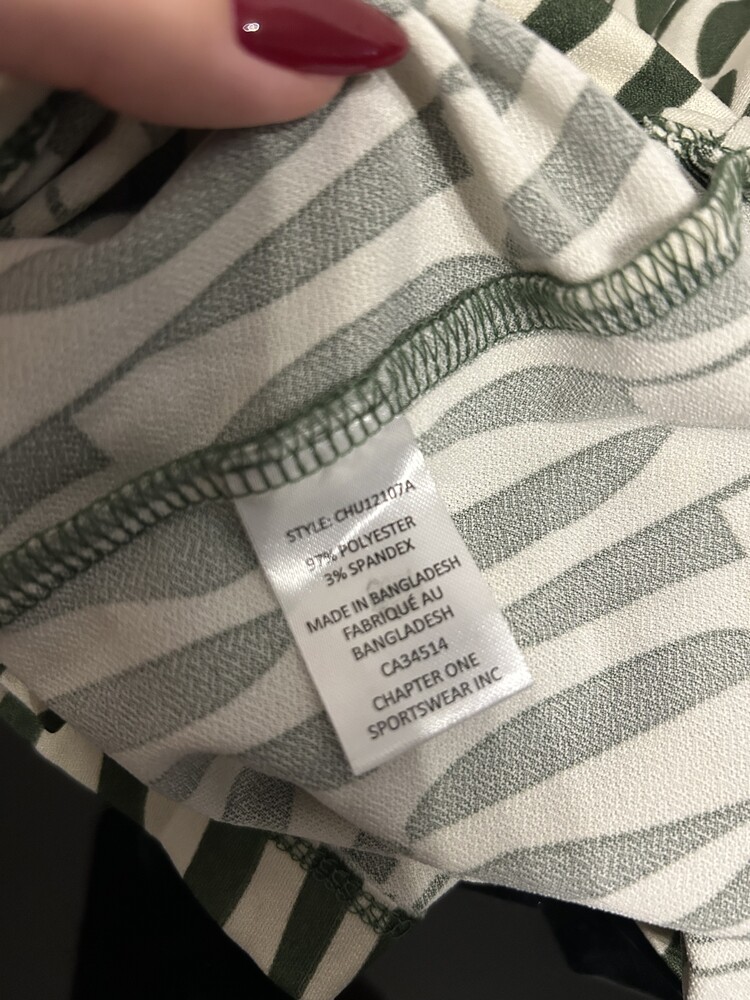 STYLE: CHU12107A
97% POLYESTER
3% SPANDEX
MADE IN BANGLADESH
FABRIQUÉ AU
BANGLADESH
CA34514
CHAPTER ONE
SPORTSWEAR INC